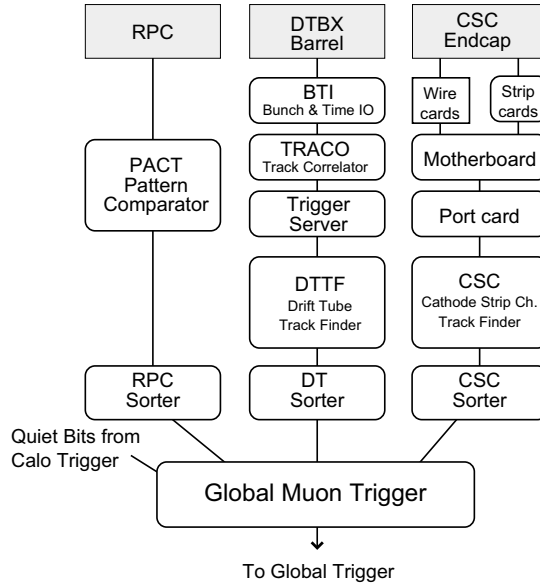 RPC
DTBX
Barrel
CSC
Endcap
BTI
Bunch & Time IO
Wire
cards
Strip
cards
PACT
Pattern
Comparator
TRACO
Track Correlator
Motherboard
Trigger
Server
Port card
DTTF
Drift Tube
Track Finder
CSC
Cathode Strip Ch.
Track Finder
RPC
Sorter
DT
Sorter
CSC
Sorter
Quiet Bits from
Calo Trigger
Global Muon Trigger
To Global Trigger